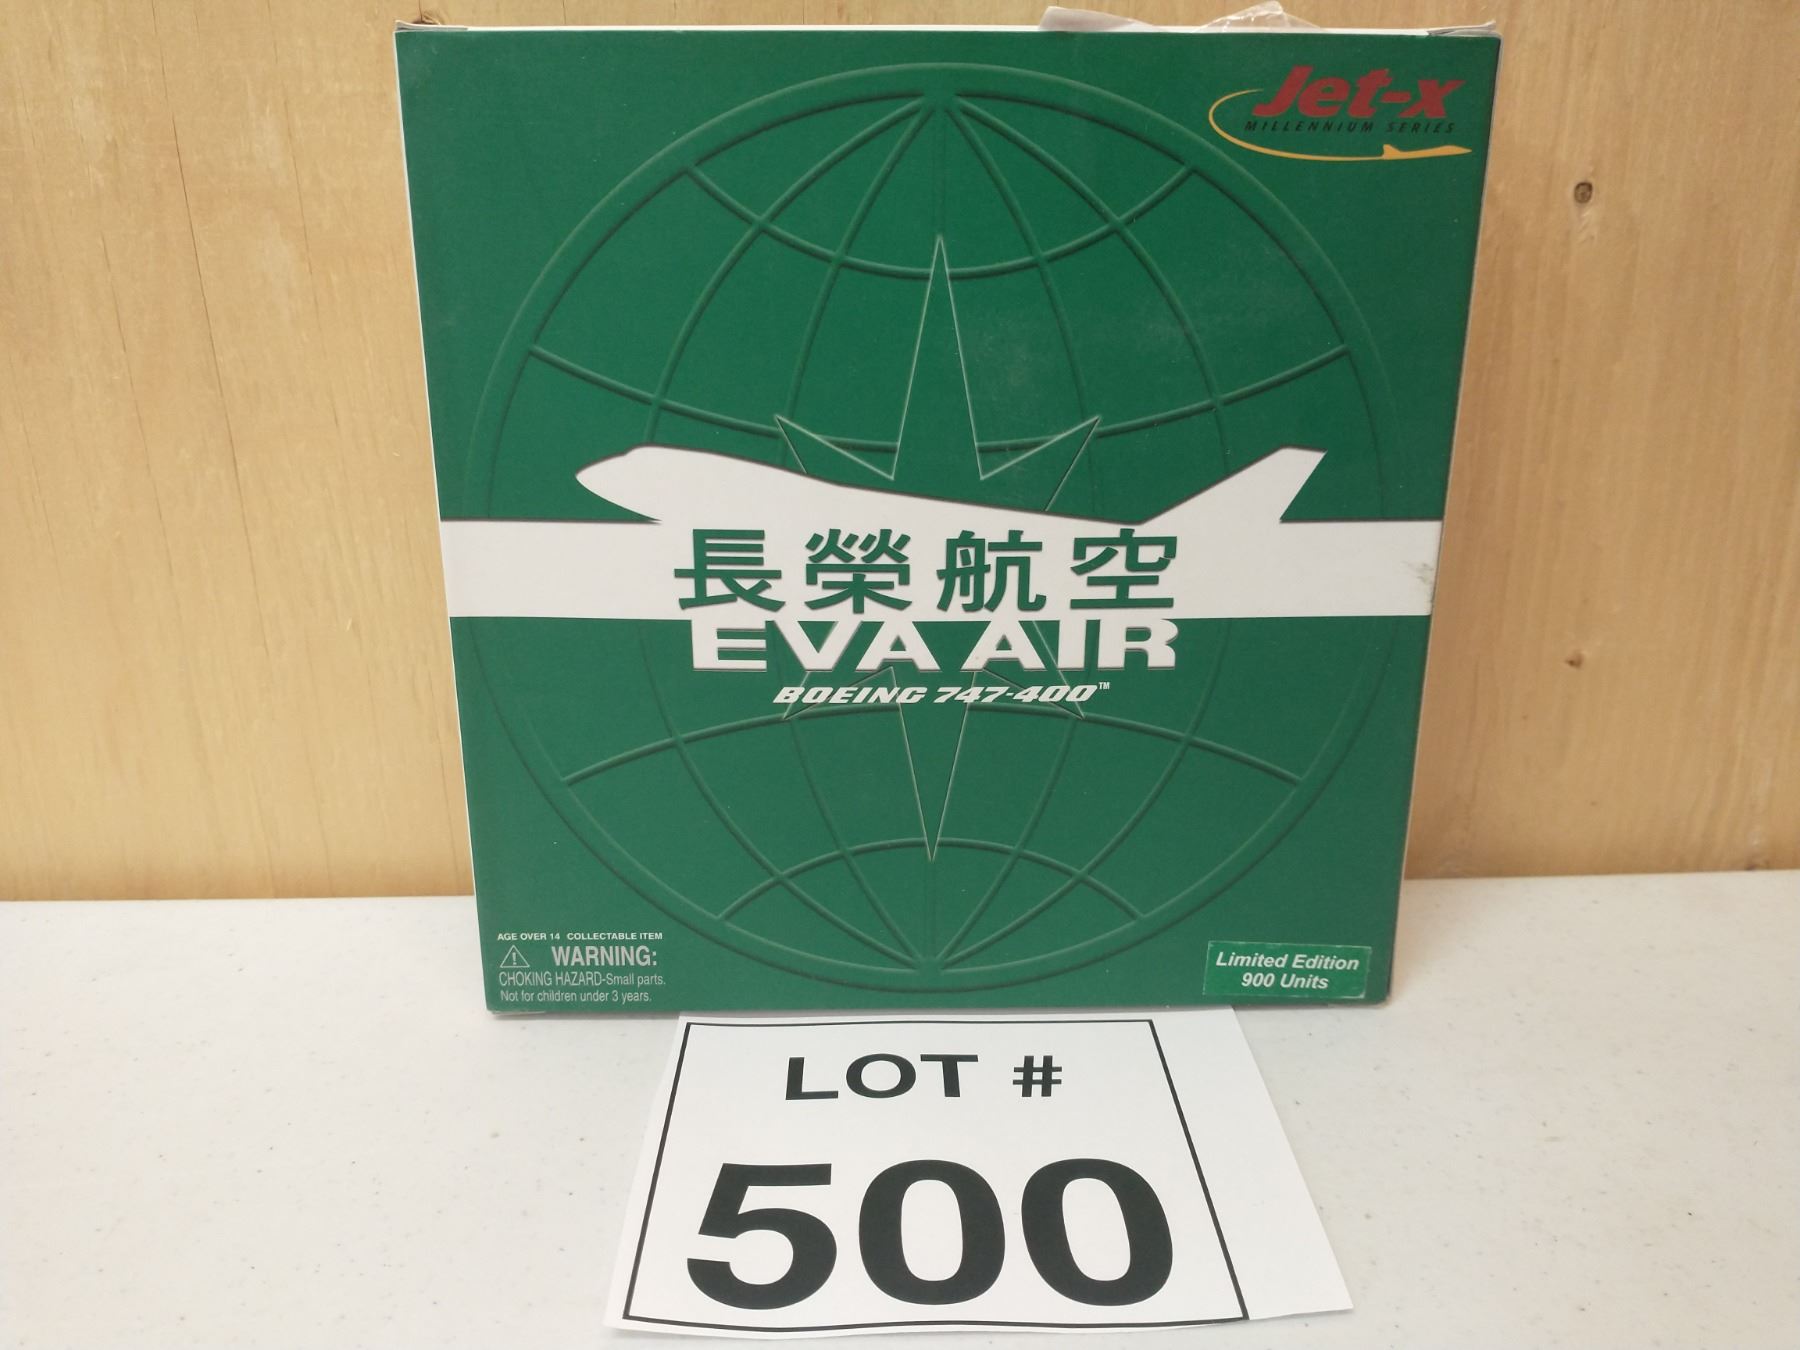 Jet-x
MILLENNIUM SERIES
長榮航空
EVA AIR
BOEING 747-400™
AGE OVER 14 COLLECTABLE ITEM
WARNING:
CHOKING HAZARD-Small parts.
Not for children under 3 years.
Limited Edition
900 Units
LOT #
500